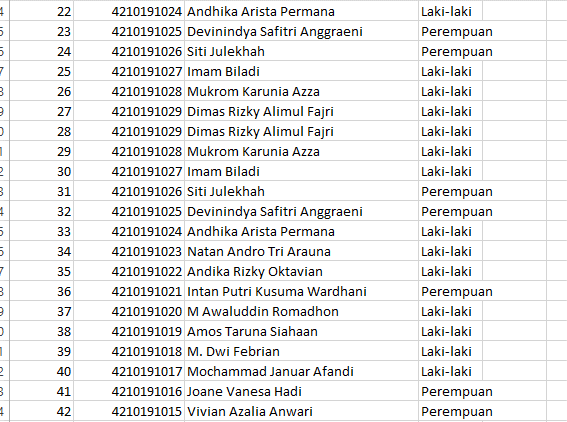 22 4210191024 Andhika Arista Permana Laki-laki
23 4210191025 Devinindya Safitri Anggraeni Perempuan
24 4210191026 Siti Julekhah Perempuan
25 4210191027 Imam Biladi Laki-laki
26 4210191028 Mukrom Karunia Azza Laki-laki
27 4210191029 Dimas Rizky Alimul Fajri Laki-laki
28 4210191029 Dimas Rizky Alimul Fajri Laki-laki
29 4210191028 Mukrom Karunia Azza Laki-laki
30 4210191027 Imam Biladi Laki-laki
31 4210191026 Siti Julekhah Perempuan
32 4210191025 Devinindya Safitri Anggraeni Perempuan
33 4210191024 Andhika Arista Permana Laki-laki
34 4210191023 Natan Andro Tri Arauna Laki-laki
35 4210191022 Andika Rizky Oktavian Laki-laki
36 4210191021 Intan Putri Kusuma Wardhani Perempuan
37 4210191020 M Awaluddin Romadhon Laki-laki
38 4210191019 Amos Taruna Siahaan Laki-laki
39 4210191018 M. Dwi Febrian Laki-laki
40 4210191017 Mochammad Januar Afandi Laki-laki
41 4210191016 Joane Vanesa Hadi Perempuan
42 4210191015 Vivian Azalia Anwari Perempuan